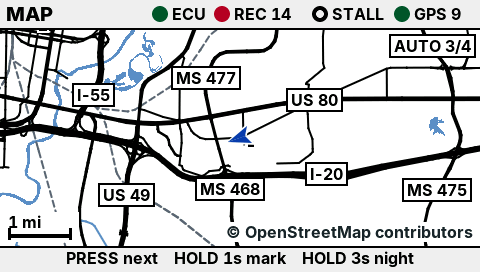 MAP ECU REC 14 STALL GPS 9
AUTO 3/4
MS 477
I-55
US 80
I-20
US 49
MS 468
MS 475
1 mi
© OpenStreetMap contributors
PRESS next HOLD 1s mark HOLD 3s night